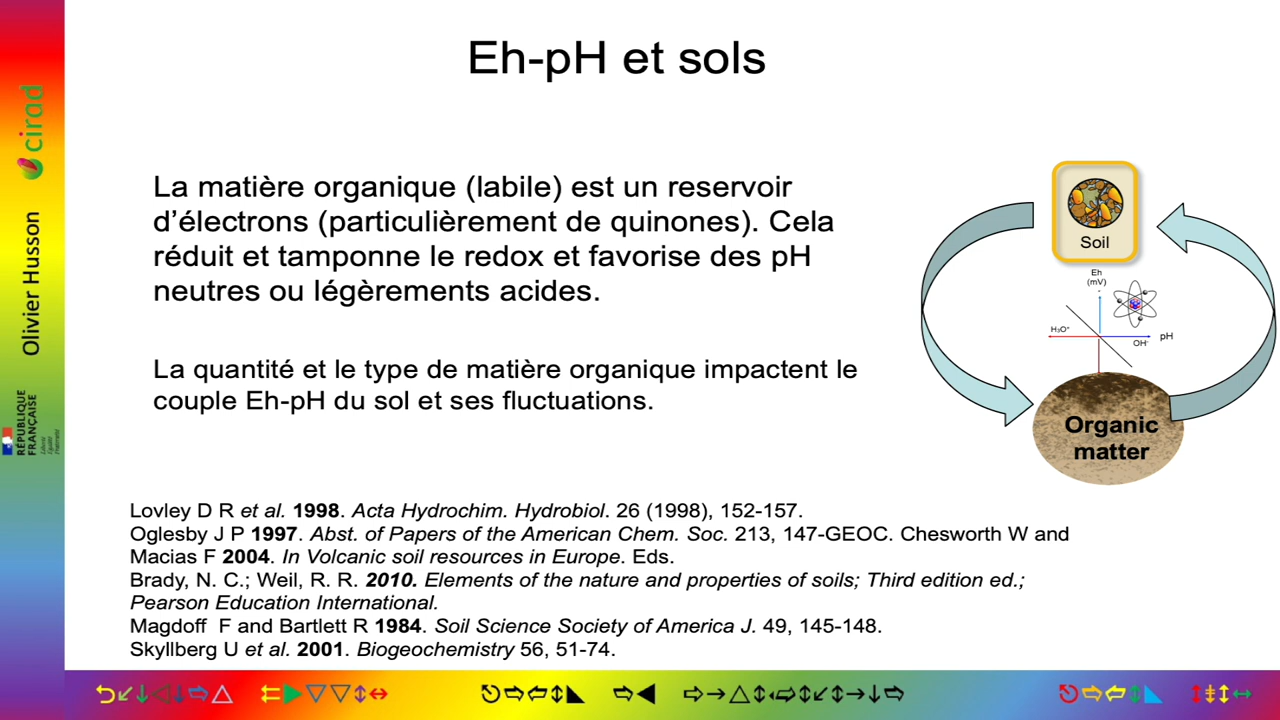 Eh-pH et sols
cirad
Olivier Husson
RÉPUBLIQUE
FRANÇAISE
Liberté
Égalité
Fraternité
La matière organique (labile) est un reservoir
d’électrons (particulièrement de quinones). Cela
réduit et tamponne le redox et favorise des pH
neutres ou légèrements acides.
La quantité et le type de matière organique impactent le
couple Eh-pH du sol et ses fluctuations.
Soil
Eh
(mV)
H₃O⁺
OH⁻
pH
Organic
matter
Lovley D R et al. 1998. Acta Hydrochim. Hydrobiol. 26 (1998), 152-157.
Oglesby J P 1997. Abst. of Papers of the American Chem. Soc. 213, 147-GEOC. Chesworth W and
Macias F 2004. In Volcanic soil resources in Europe. Eds.
Brady, N. C.; Weil, R. R. 2010. Elements of the nature and properties of soils; Third edition ed.;
Pearson Education International.
Magdoff F and Bartlett R 1984. Soil Science Society of America J. 49, 145-148.
Skyllberg U et al. 2001. Biogeochemistry 56, 51-74.